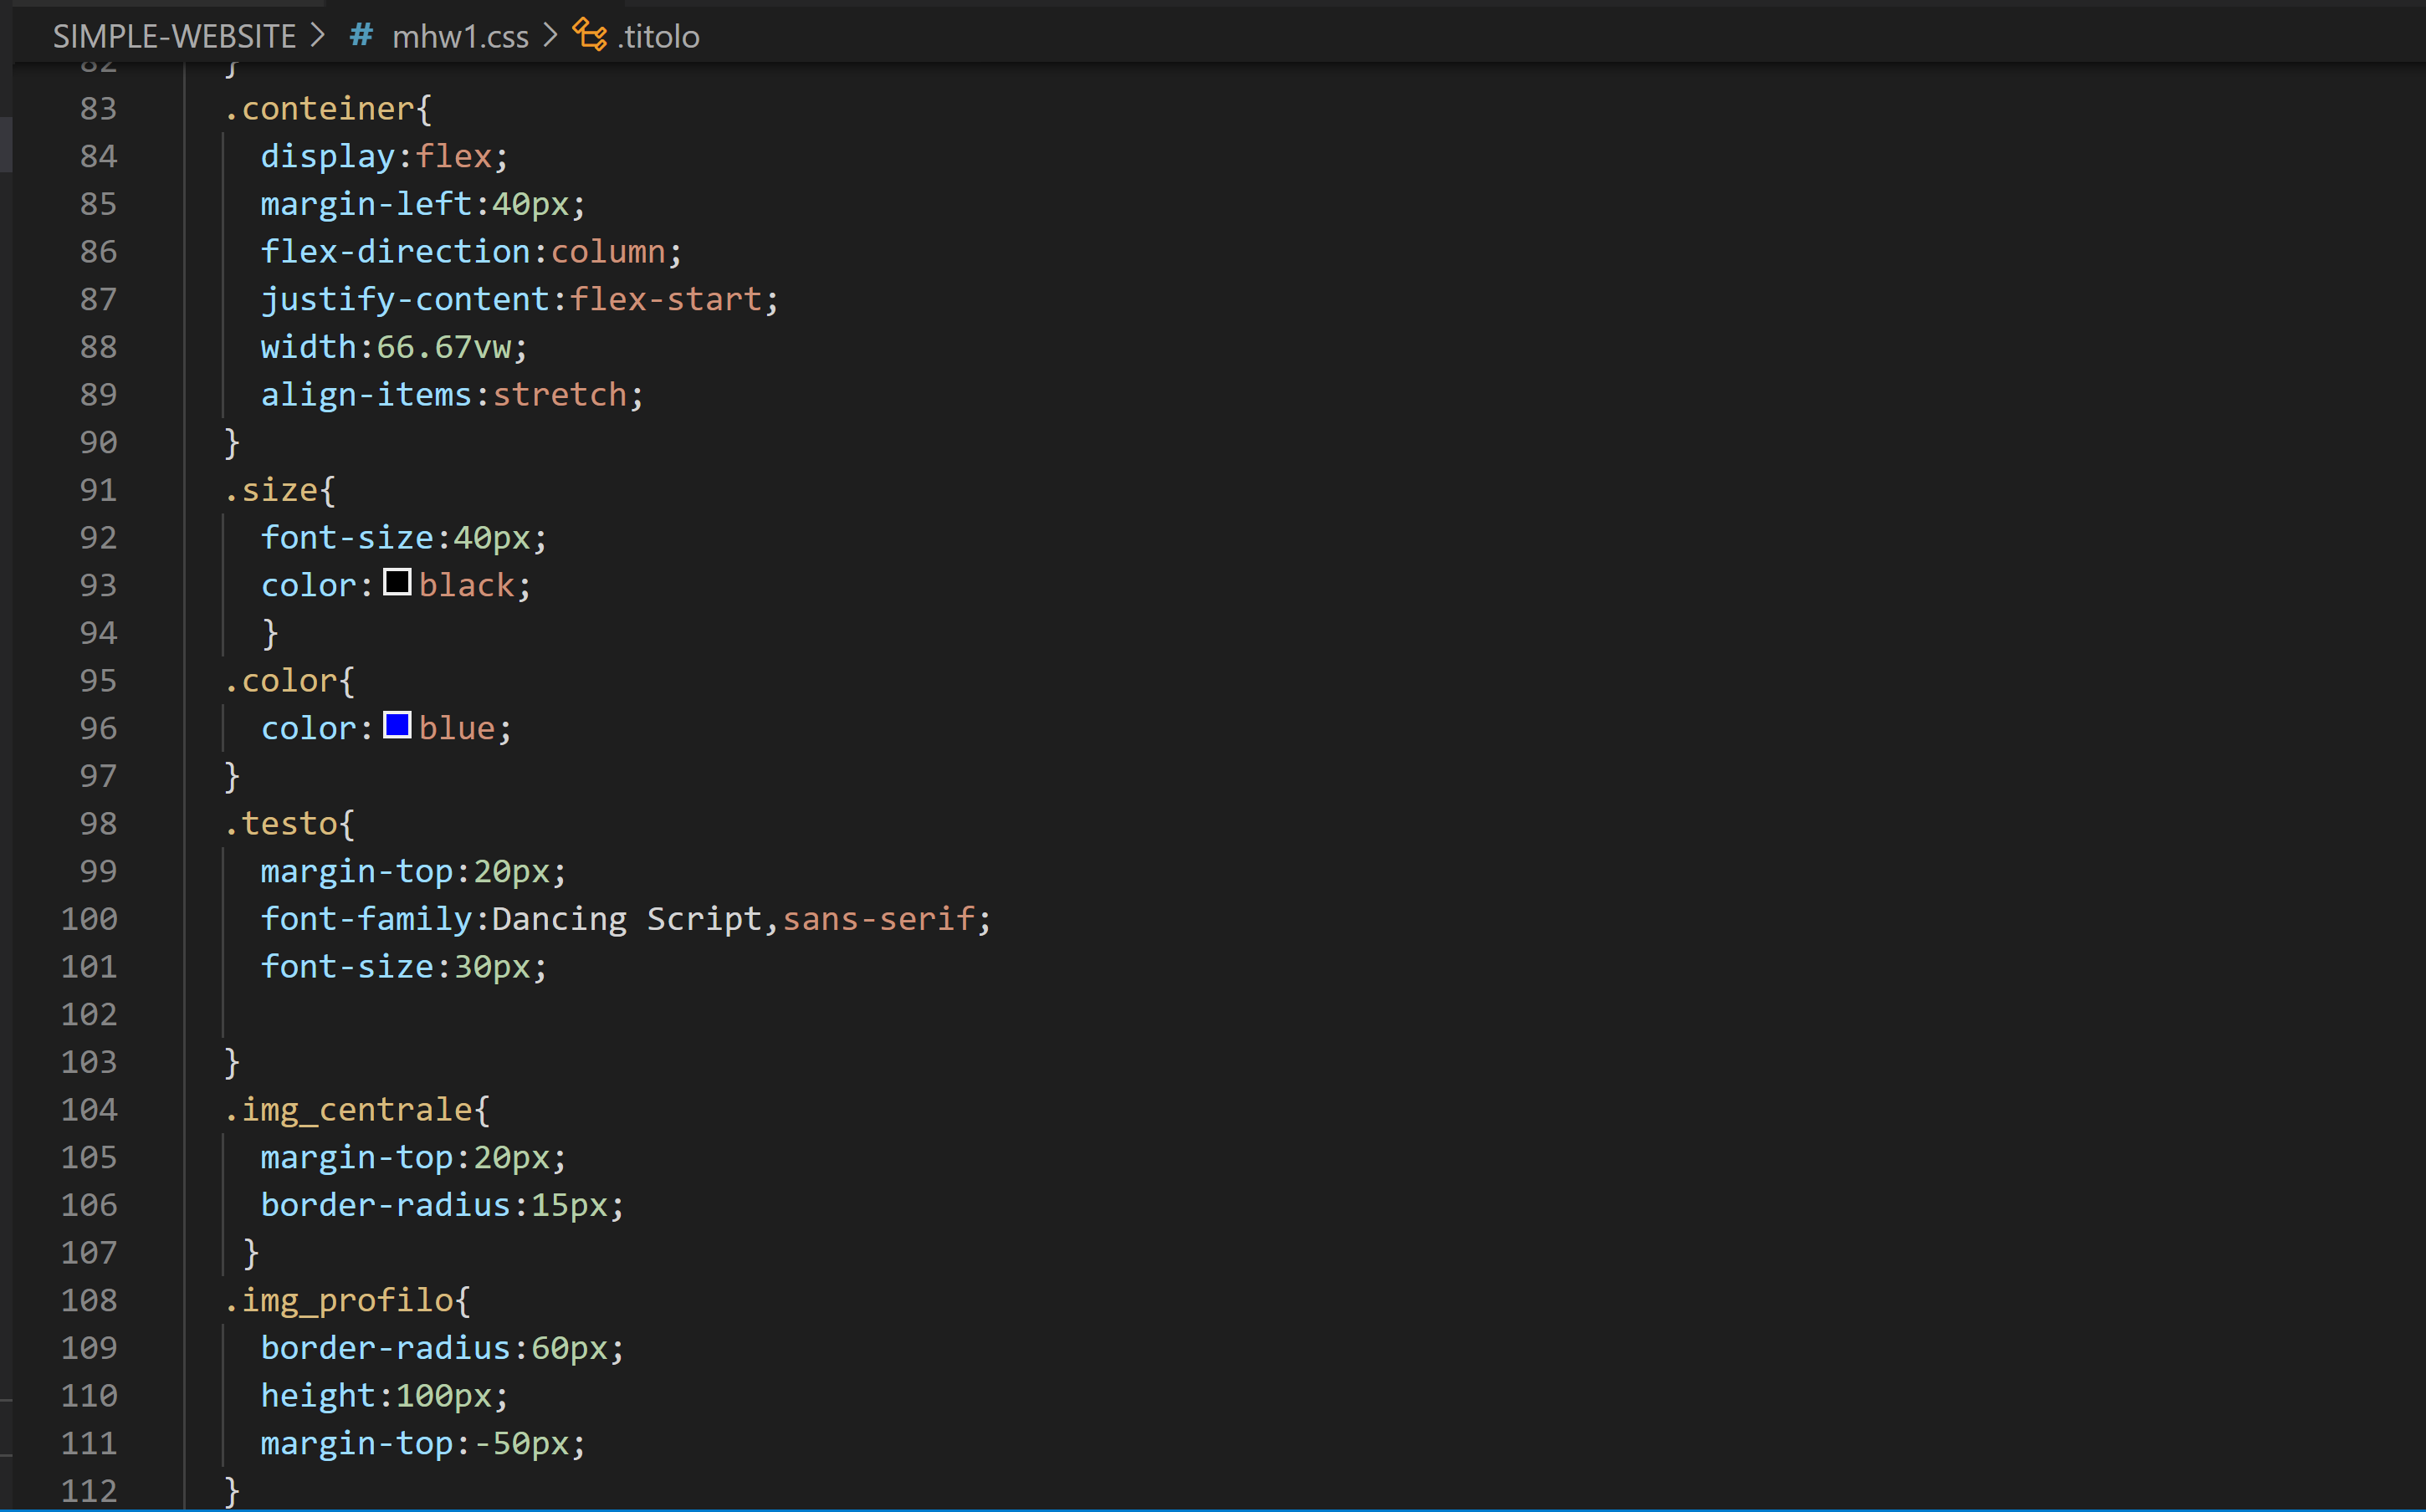 SIMPLE-WEBSITE > # mhw1.css > .titolo
82 }
83 .conteiner{
84 display:flex;
85 margin-left:40px;
86 flex-direction:column;
87 justify-content:flex-start;
88 width:66.67vw;
89 align-items:stretch;
90 }
91 .size{
92 font-size:40px;
93 color:black;
94 }
95 .color{
96 color:blue;
97 }
98 .testo{
99 margin-top:20px;
100 font-family:Dancing Script,sans-serif;
101 font-size:30px;
102
103 }
104 .img_centrale{
105 margin-top:20px;
106 border-radius:15px;
107 }
108 .img_profilo{
109 border-radius:60px;
110 height:100px;
111 margin-top:-50px;
112 }